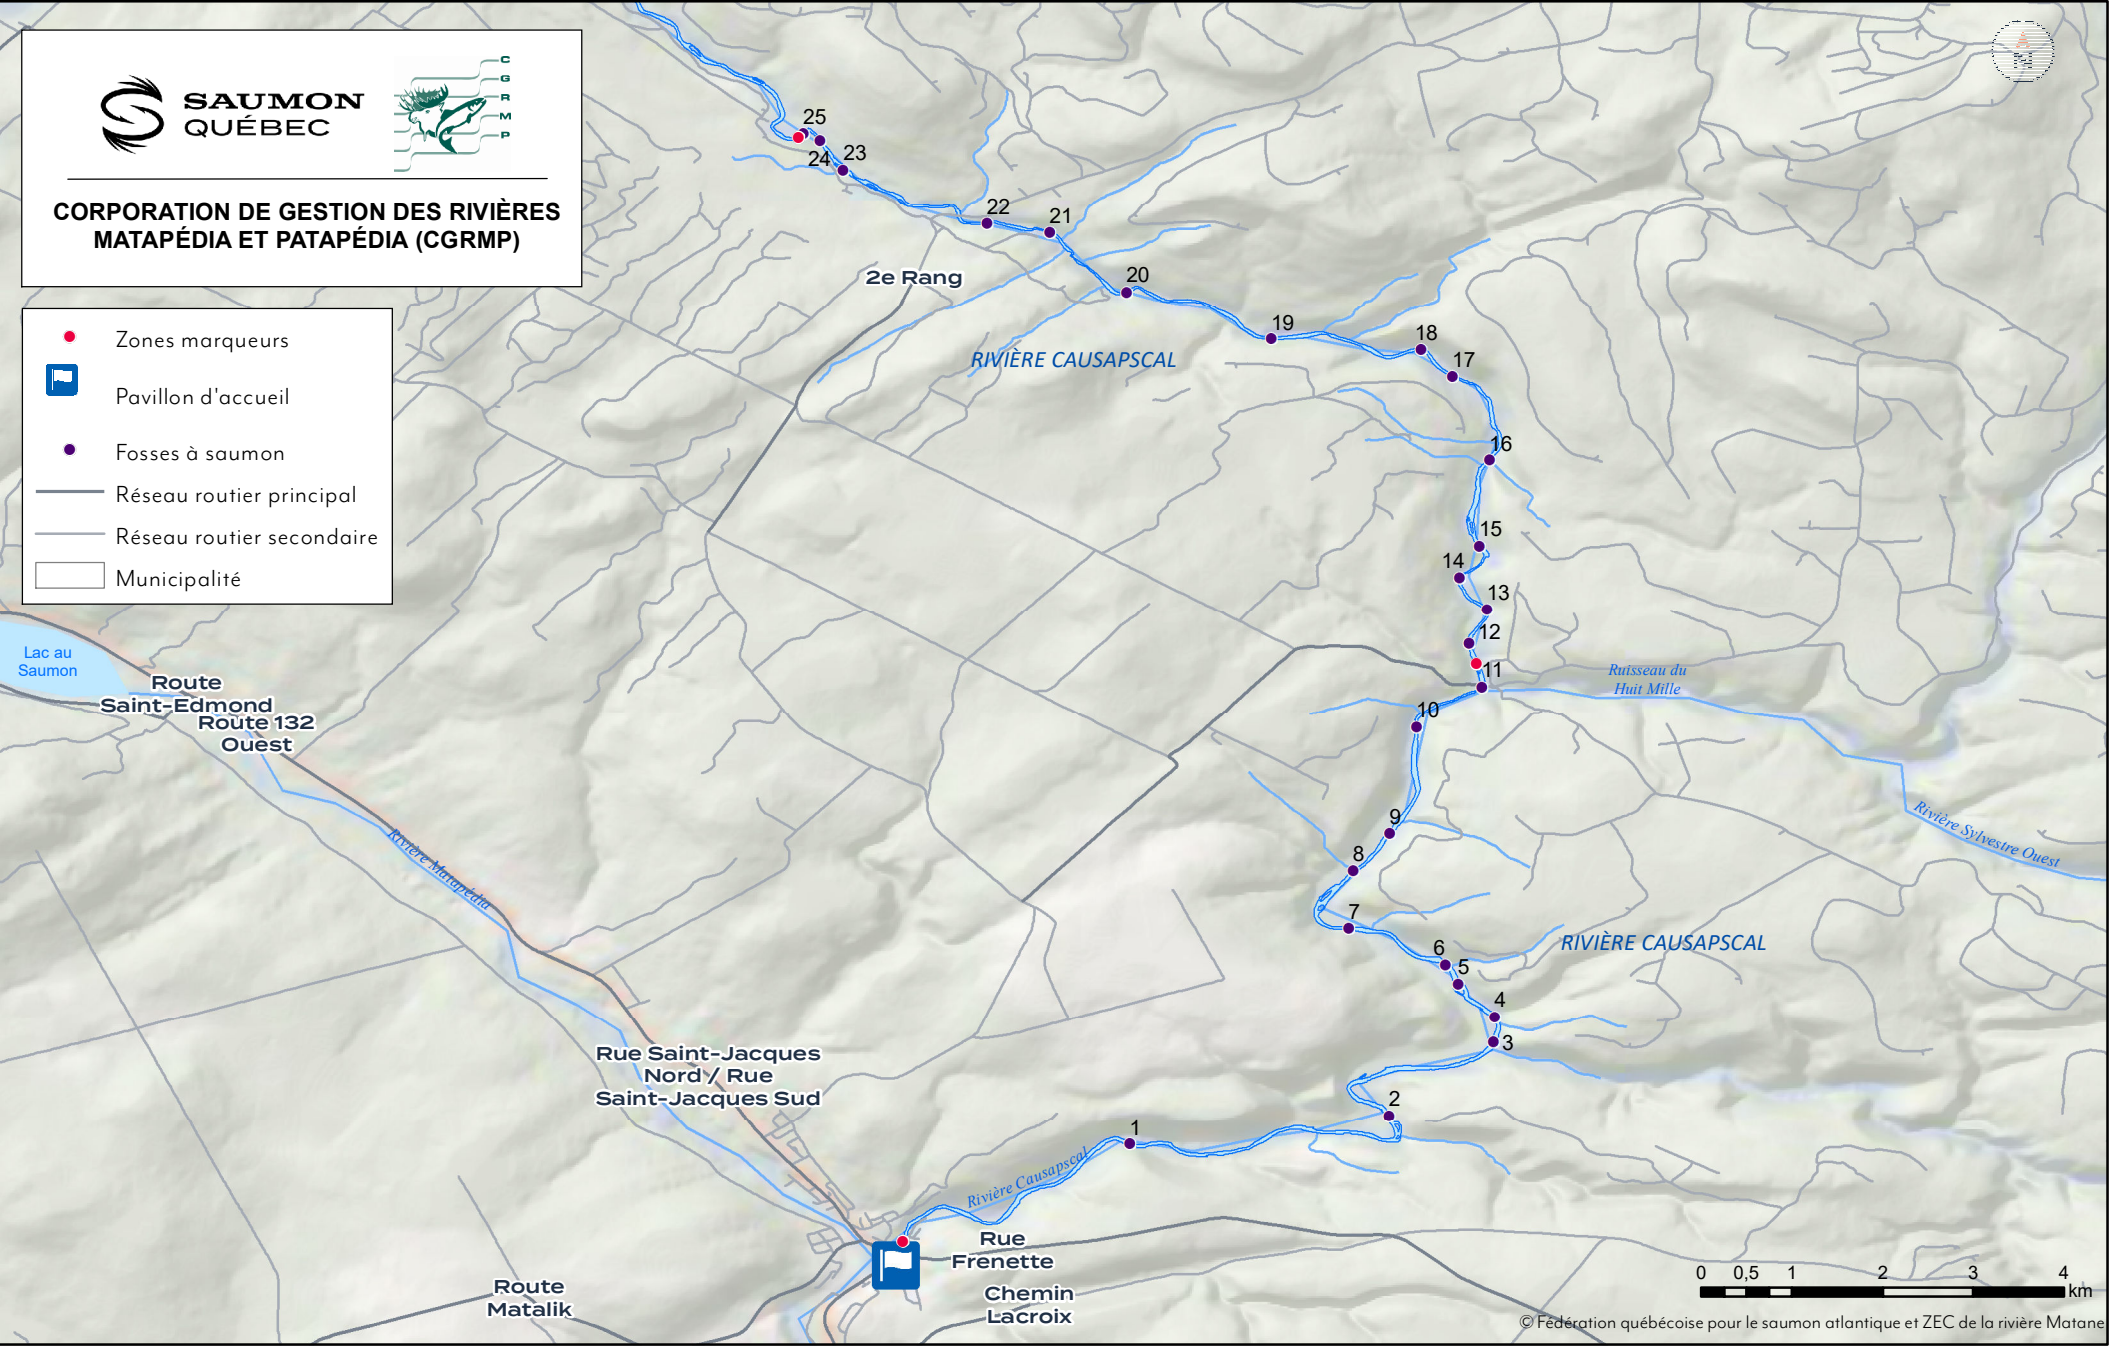 SAUMON
QUÉBEC
C
G
R
M
P
CORPORATION DE GESTION DES RIVIÈRES
MATAPÉDIA ET PATAPÉDIA (CGRMP)
Zones marqueurs
Pavillon d'accueil
Fosses à saumon
Réseau routier principal
Réseau routier secondaire
Municipalité
N
25
24
23
22
21
2e Rang
20
19
18
17
RIVIÈRE CAUSAPSCAL
16
15
14
13
12
11
Ruisseau du
Huit Mille
10
Lac au
Saumon
Route
Saint-Edmond
Route 132
Ouest
Rivière Matapédia
Rivière Sylvestre Ouest
9
8
7
6
5
RIVIÈRE CAUSAPSCAL
4
3
2
1
Rue Saint-Jacques
Nord / Rue
Saint-Jacques Sud
Rivière Causapscal
Rue
Frenette
Chemin
Lacroix
Route
Matalik
0 0,5 1 2 3 4
km
© Fédération québécoise pour le saumon atlantique et ZEC de la rivière Matane